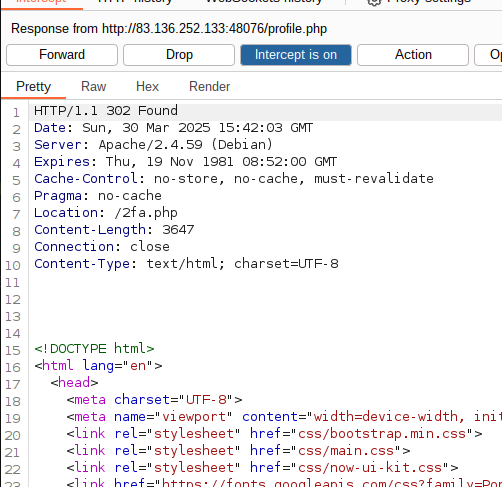 Intercept HTTP history WebSockets history Proxy settings
Response from http://83.136.252.133:48076/profile.php
Forward Drop Intercept is on Action Op
Pretty Raw Hex Render
1 HTTP/1.1 302 Found
2 Date: Sun, 30 Mar 2025 15:42:03 GMT
3 Server: Apache/2.4.59 (Debian)
4 Expires: Thu, 19 Nov 1981 08:52:00 GMT
5 Cache-Control: no-store, no-cache, must-revalidate
6 Pragma: no-cache
7 Location: /2fa.php
8 Content-Length: 3647
9 Connection: close
10 Content-Type: text/html; charset=UTF-8
11
12
13
14
15 <!DOCTYPE html>
16 <html lang="en">
17 <head>
18 <meta charset="UTF-8">
19 <meta name="viewport" content="width=device-width, init
20 <link rel="stylesheet" href="css/bootstrap.min.css">
21 <link rel="stylesheet" href="css/main.css">
22 <link rel="stylesheet" href="css/now-ui-kit.css">
23 <link href="https://fonts.googleapis.com/css?family=Pop